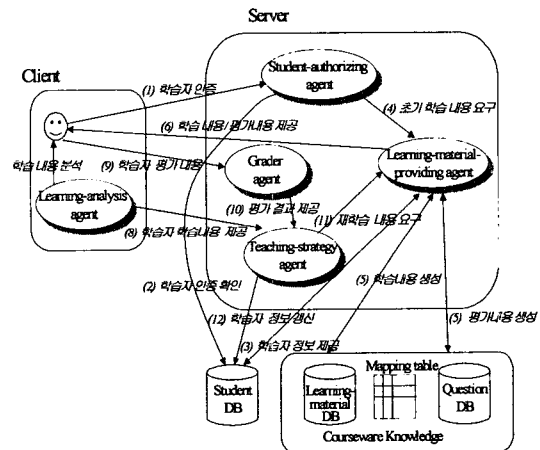 Server
Client
Student-authorizing
agent
(1) 학습자 인증
(4) 초기 학습 내용 요구
(6) 학습 내용/평가내용 제공
학습 내용 분석
(9) 학습자 평가 내용
Grader
agent
Learning-material-
providing agent
Learning-analysis
agent
(10) 평가 결과 제공
(11) 재학습 내용 요구
(8) 학습자 학습내용 제공
Teaching-strategy
agent
(2) 학습자 인증 확인
(5) 학습내용 생성
(12) 학습자 정보 갱신
(5) 평가내용 생성
(3) 학습자 정보 제공
Student
DB
Learning-
material DB
Mapping table
Question
DB
Courseware Knowledge